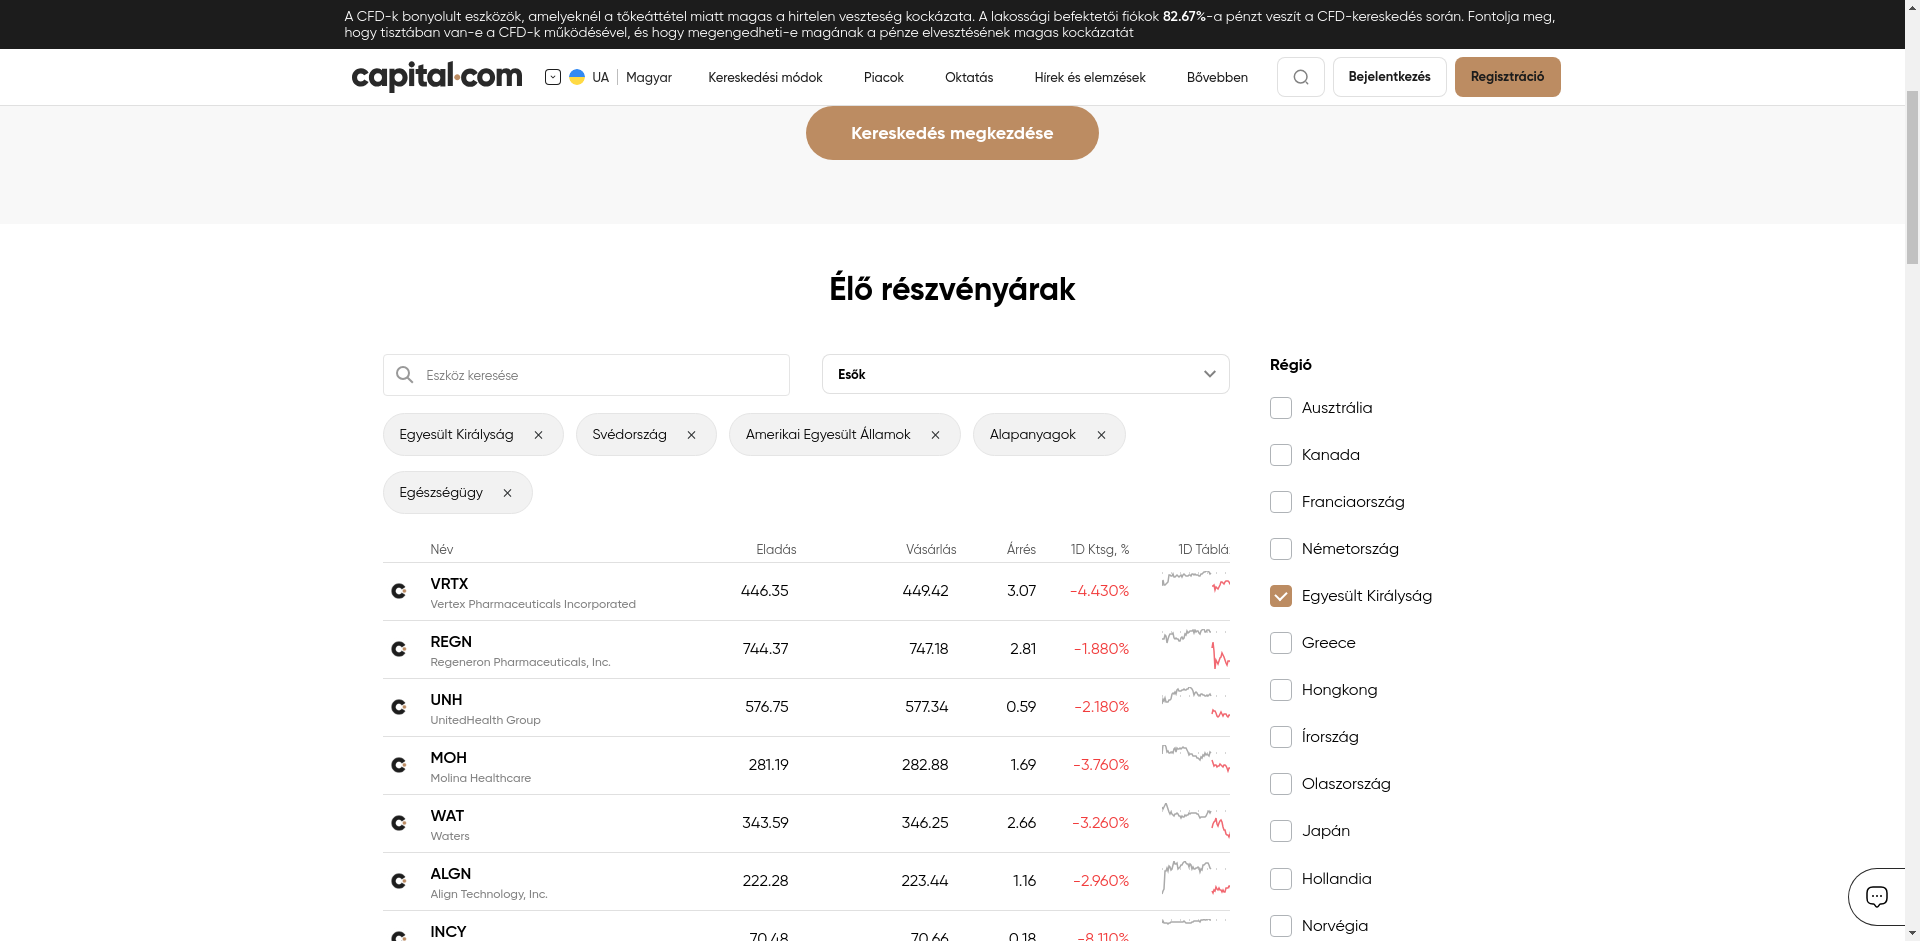 A CFD-k bonyolult eszközök, amelyeknél a tőkeáttétel miatt magas a hirtelen veszteség kockázata. A lakossági befektetői fiókok 82.67%-a pénzt veszít a CFD-kereskedés során. Fontolja meg,
hogy tisztában van-e a CFD-k működésével, és hogy megengedheti-e magának a pénze elvesztésének magas kockázatát
capital.com UA Magyar Kereskedési módok Piacok Oktatás Hírek és elemzések Bővebben Bejelentkezés Regisztráció
Kereskedés megkezdése
Élő részvényárak
Eszköz keresése
Esők
Egyesült Királyság
Svédország
Amerikai Egyesült Államok
Alapanyagok
Egészségügy
Név Eladás Vásárlás Árrés 1D Ktsg, % 1D Táblá
VRTX 446.35 449.42 3.07 -4.430%
Vertex Pharmaceuticals Incorporated
REGN 744.37 747.18 2.81 -1.880%
Regeneron Pharmaceuticals, Inc.
UNH 576.75 577.34 0.59 -2.180%
UnitedHealth Group
MOH 281.19 282.88 1.69 -3.760%
Molina Healthcare
WAT 343.59 346.25 2.66 -3.260%
Waters
ALGN 222.28 223.44 1.16 -2.960%
Align Technology, Inc.
INCY 70.48 70.66 0.18 -8.110%
Régió
Ausztrália
Kanada
Franciaország
Németország
Egyesült Királyság
Greece
Hongkong
Írország
Olaszország
Japán
Hollandia
Norvégia